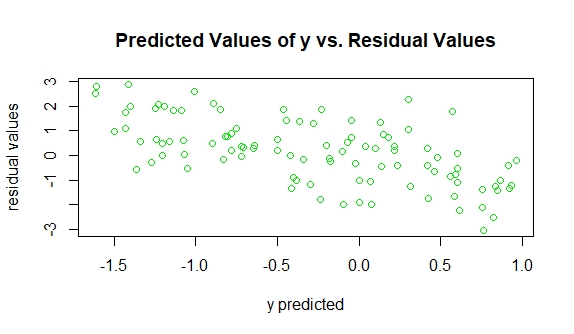 Predicted Values of y vs. Residual Values
residual values
3
2
1
0
-1
-3
-1.5 -1.0 -0.5 0.0 0.5 1.0
y predicted